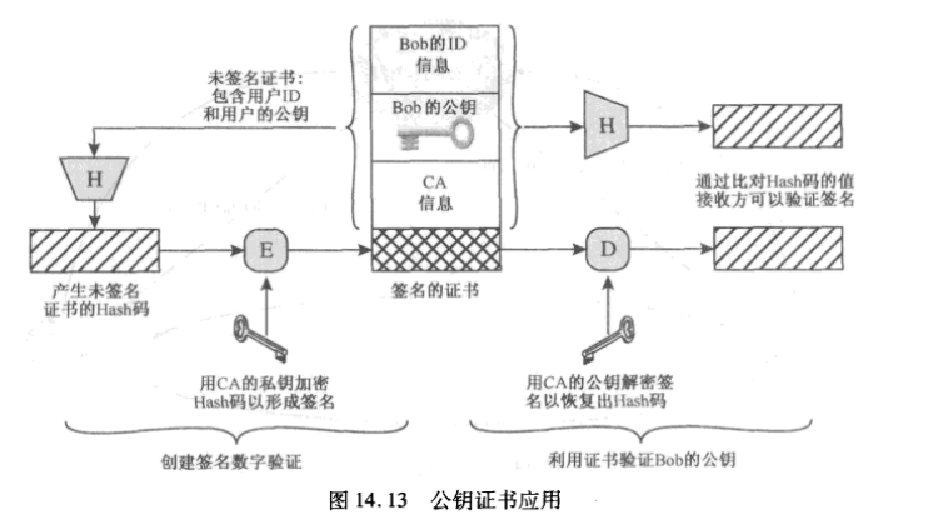 Bob的ID
信息
未签名证书:
包含用户ID
和用户的公钥
Bob的公钥
H
H
CA
信息
通过比对Hash码的值
接收方可以验证签名
E
D
产生未签名
证书的Hash码
签名的证书
用CA的私钥加密
Hash码以形成签名
用CA的公钥解密签
名以恢复出Hash码
创建签名数字验证
利用证书验证Bob的公钥
图 14.13 公钥证书应用